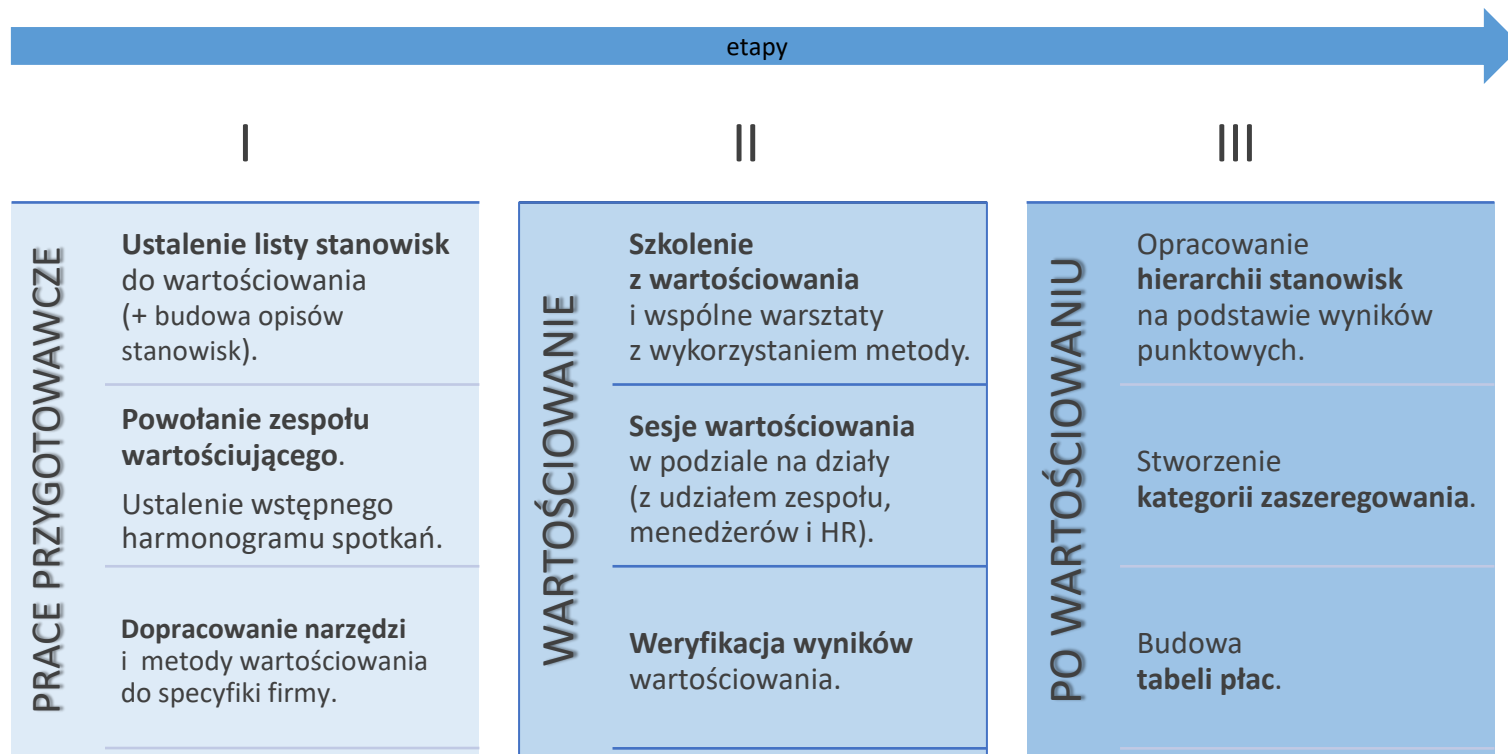 etapy
I
II
III
PRACE PRZYGOTOWAWCZE
Ustalenie listy stanowisk
do wartościowania
(+ budowa opisów
stanowisk).
Powołanie zespołu
wartościującego.
Ustalenie wstępnego
harmonogramu spotkań.
Dopracowanie narzędzi
i metody wartościowania
do specyfiki firmy.
WARTOŚCIOWANIE
Szkolenie
z wartościowania
i wspólne warsztaty
z wykorzystaniem metody.
Sesje wartościowania
w podziale na działy
(z udziałem zespołu,
menedżerów i HR).
Weryfikacja wyników
wartościowania.
PO WARTOŚCIOWANIU
Opracowanie
hierarchii stanowisk
na podstawie wyników
punktowych.
Stworzenie
kategorii zaszeregowania.
Budowa
tabeli płac.